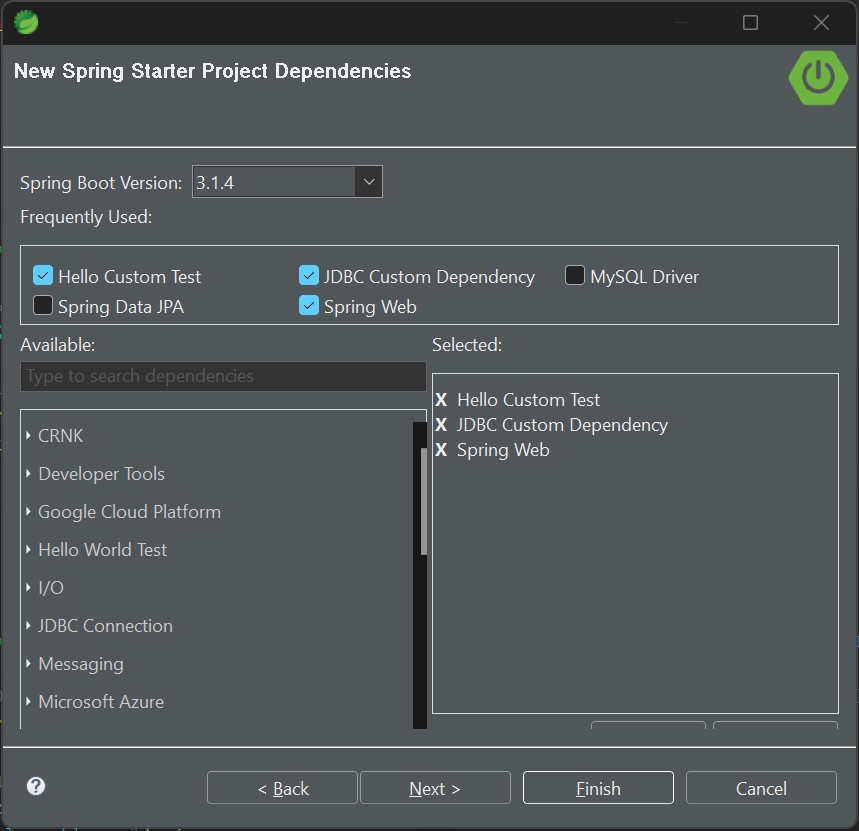 New Spring Starter Project Dependencies
Spring Boot Version: 3.1.4
Frequently Used:
Hello Custom Test JDBC Custom Dependency MySQL Driver
Spring Data JPA Spring Web
Available: Selected:
Type to search dependencies
X Hello Custom Test
X JDBC Custom Dependency
X Spring Web
CRNK
Developer Tools
Google Cloud Platform
Hello World Test
I/O
JDBC Connection
Messaging
Microsoft Azure
? < Back Next > Finish Cancel